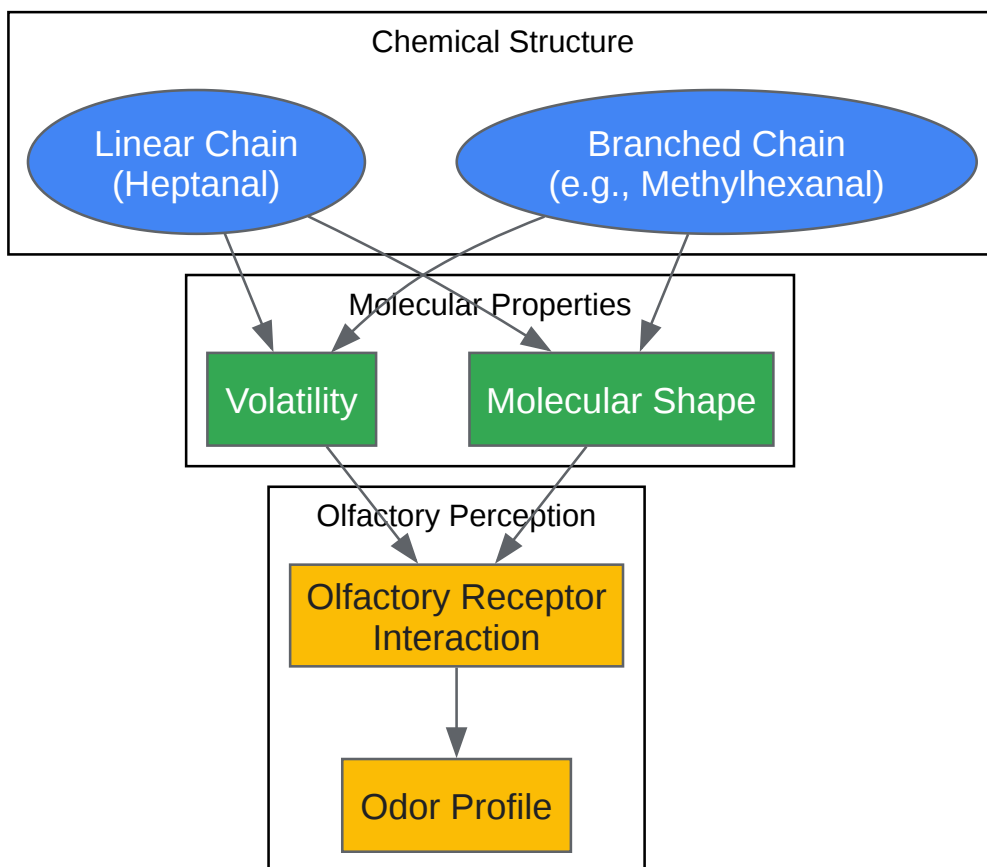 Chemical Structure
Linear Chain
(Heptanal)
Branched Chain
(e.g., Methylhexanal)
Molecular Properties
Volatility
Molecular Shape
Olfactory Perception
Olfactory Receptor
Interaction
Odor Profile